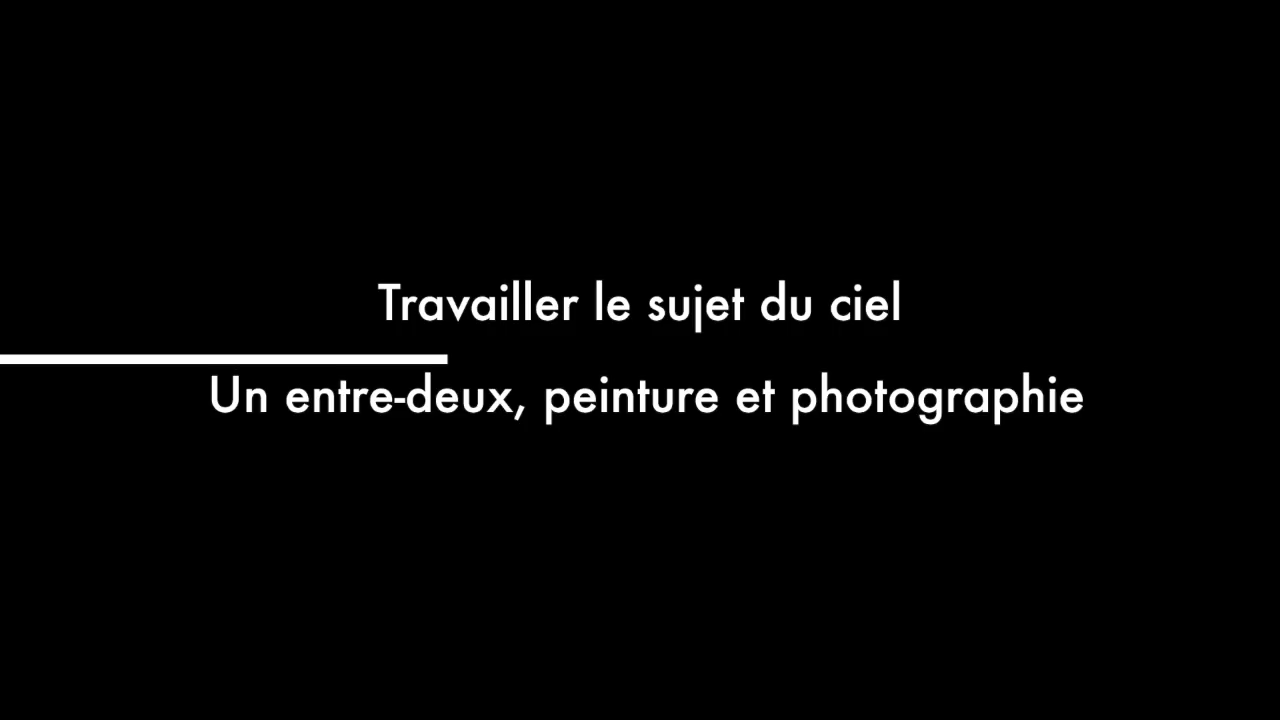 Travailler le sujet du ciel
Un entre-deux, peinture et photographie